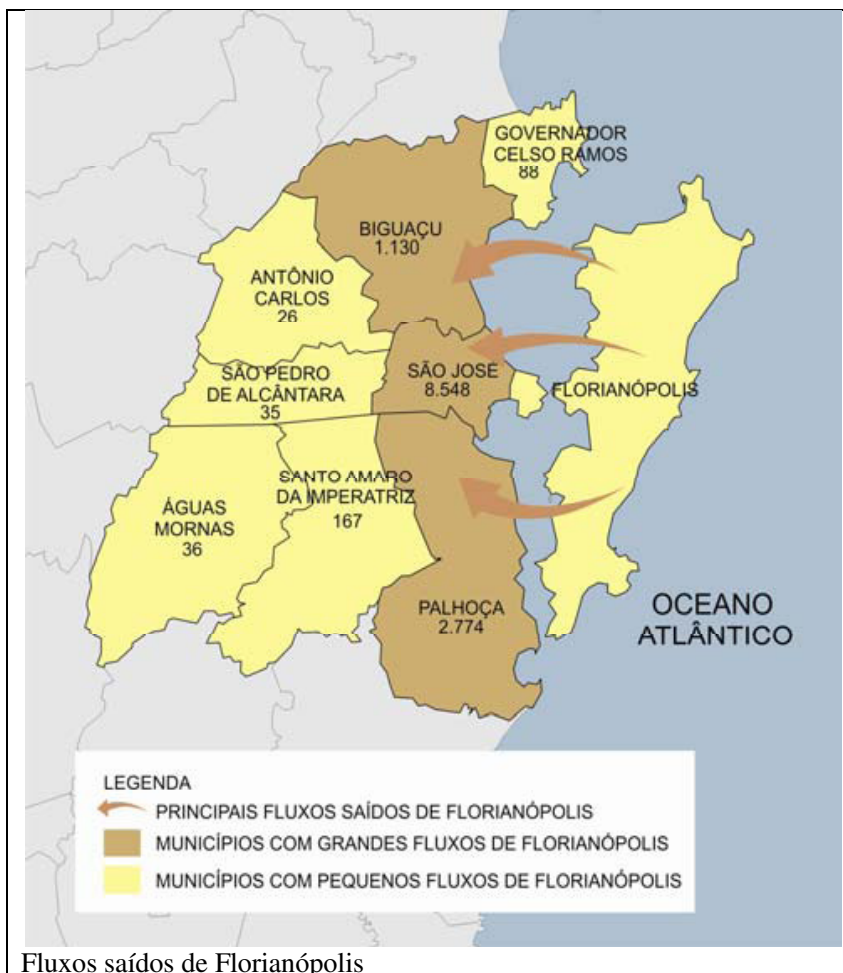 GOVERNADOR
CELSO RAMOS
88
BIGUAÇU
1.130
ANTÔNIO
CARLOS
26
SÃO JOSÉ
8.548
SÃO PEDRO
DE ALCÂNTARA
35
FLORIANÓPOLIS
SANTO AMARO
DA IMPERATRIZ
167
ÁGUAS
MORNAS
36
PALHOÇA
2.774
OCEANO
ATLÂNTICO
LEGENDA
PRINCIPAIS FLUXOS SAÍDOS DE FLORIANÓPOLIS
MUNICÍPIOS COM GRANDES FLUXOS DE FLORIANÓPOLIS
MUNICÍPIOS COM PEQUENOS FLUXOS DE FLORIANÓPOLIS
Fluxos saídos de Florianópolis